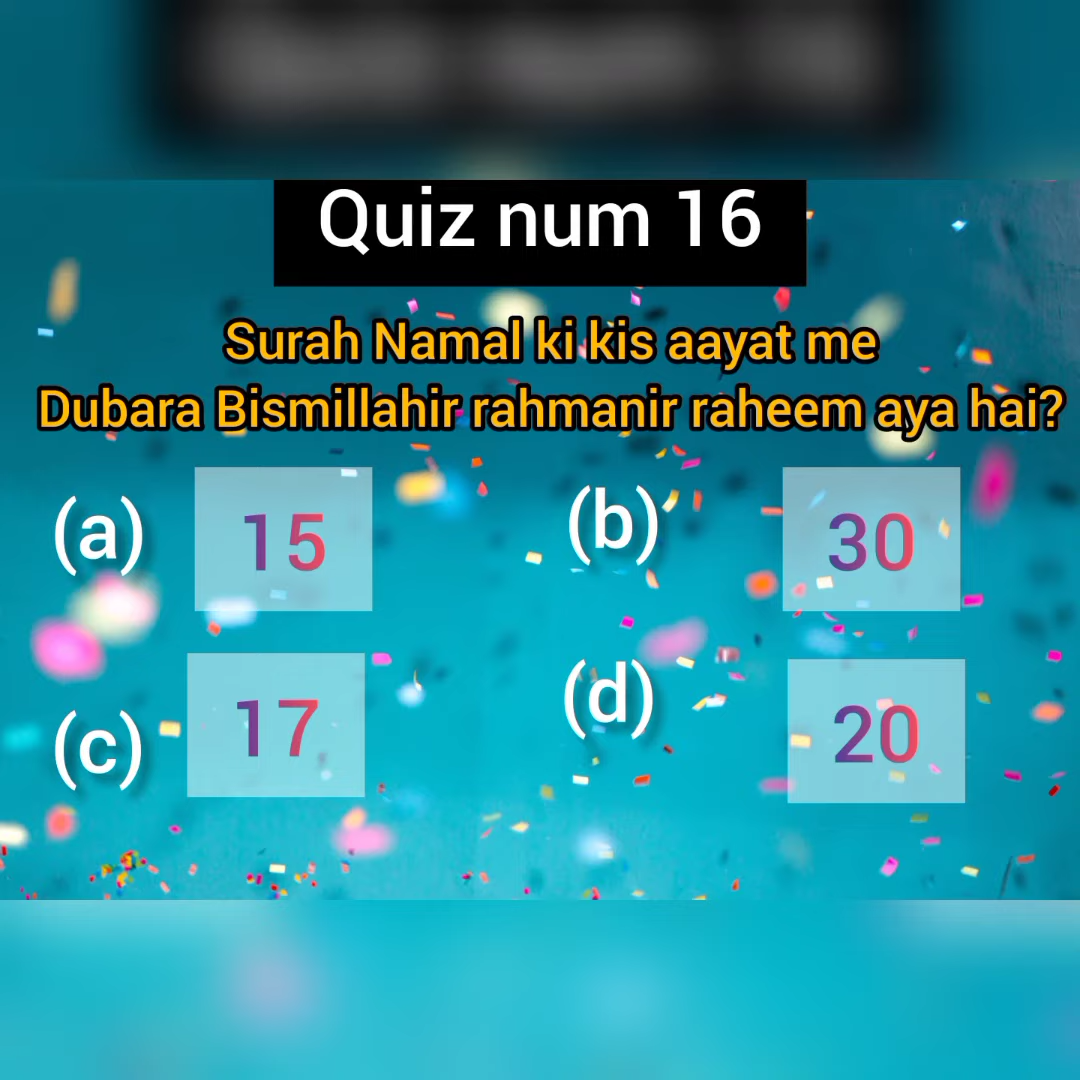 Quiz num 16
Surah Namal ki kis aayat me
Dubara Bismillahir rahmanir raheem aya hai?
(a) 15
(b) 30
(c) 17
(d) 20